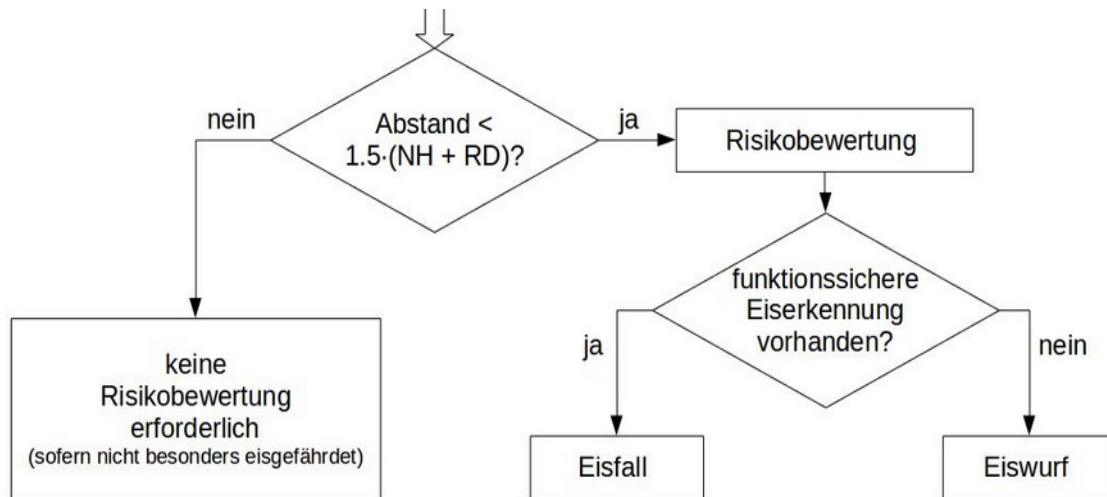 nein
Abstand <
1.5·(NH + RD)?
ja
Risikobewertung
funktionssichere
Eiserkennung
vorhanden?
ja
nein
keine
Risikobewertung
erforderlich
(sofern nicht besonders eisgefährdet)
Eisfall
Eiswurf